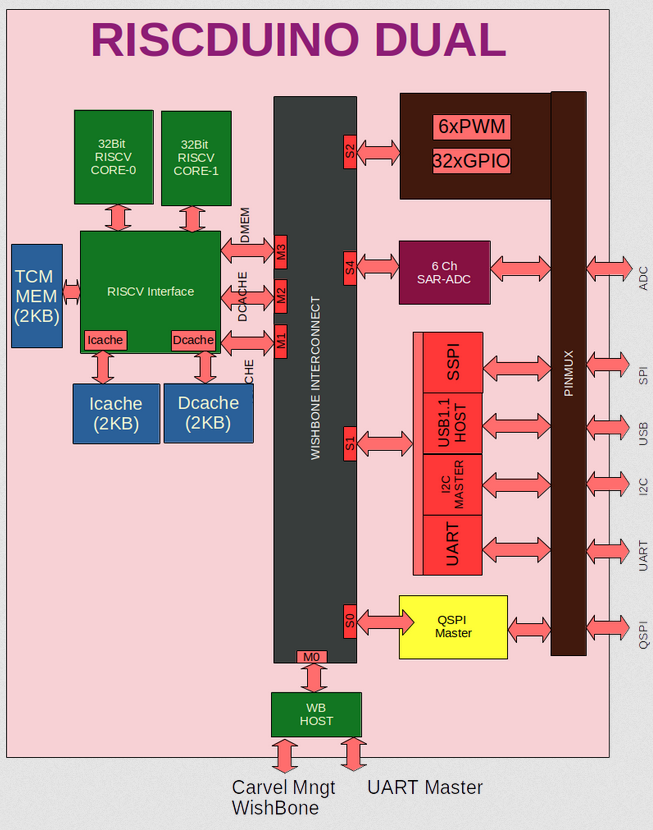 RISCDUINO DUAL
32Bit
RISCV
CORE-0
32Bit
RISCV
CORE-1
TCM
MEM
(2KB)
RISCV Interface
Icache
Dcache
Icache
(2KB)
Dcache
(2KB)
DMEM
DCACHE
CHE
M3
M2
M1
WISHBONE INTERCONNECT
S2
S4
S1
S0
M0
6xPWM
32xGPIO
6 Ch
SAR-ADC
SSPI
USB1.1
HOST
I2C
MASTER
UART
QSPI
Master
PINMUX
ADC
SPI
USB
I2C
UART
QSPI
WB
HOST
Carvel Mngt
WishBone
UART Master